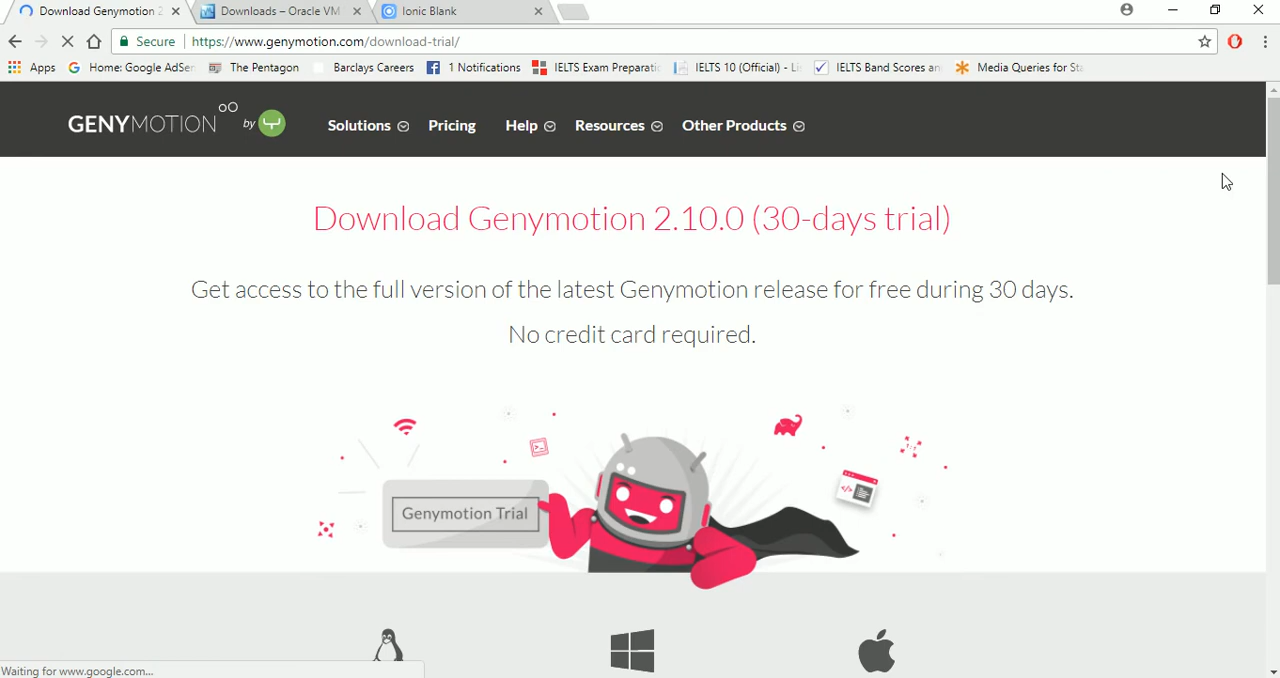 Download Genymotion 2
Downloads – Oracle VM
Ionic Blank
Secure
https://www.genymotion.com/download-trial/
Apps
Home: Google AdSen
The Pentagon
Barclays Careers
1 Notifications
IELTS Exam Preparatio
IELTS 10 (Official) - Li
IELTS Band Scores an
Media Queries for Sta
GENYMOTION by
Solutions
Pricing
Help
Resources
Other Products
Download Genymotion 2.10.0 (30-days trial)
Get access to the full version of the latest Genymotion release for free during 30 days.
No credit card required.
Genymotion Trial
Waiting for www.google.com...